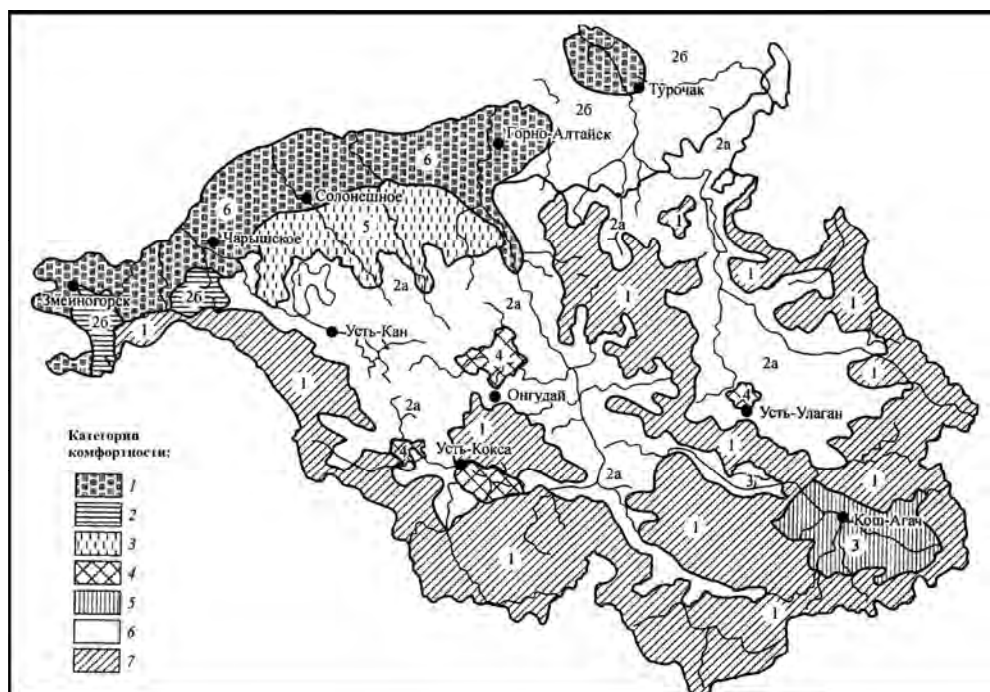 2б
Турочак
2б
Горно-Алтайск
2а
6
Солонешное
6
5
1
2а
Чарышское
1
2а
2а
1
1
Змеиногорск
2б
2б
1
Усть-Кан
1
2а
4
1
1
4
Онгудай
Усть-Улаган
2а
1
Категории
комфортности:
4
Усть-Кокса
1
2а
3
1
1
1
2
3
4
5
6
7
1
1
Кош-Агач
3
1